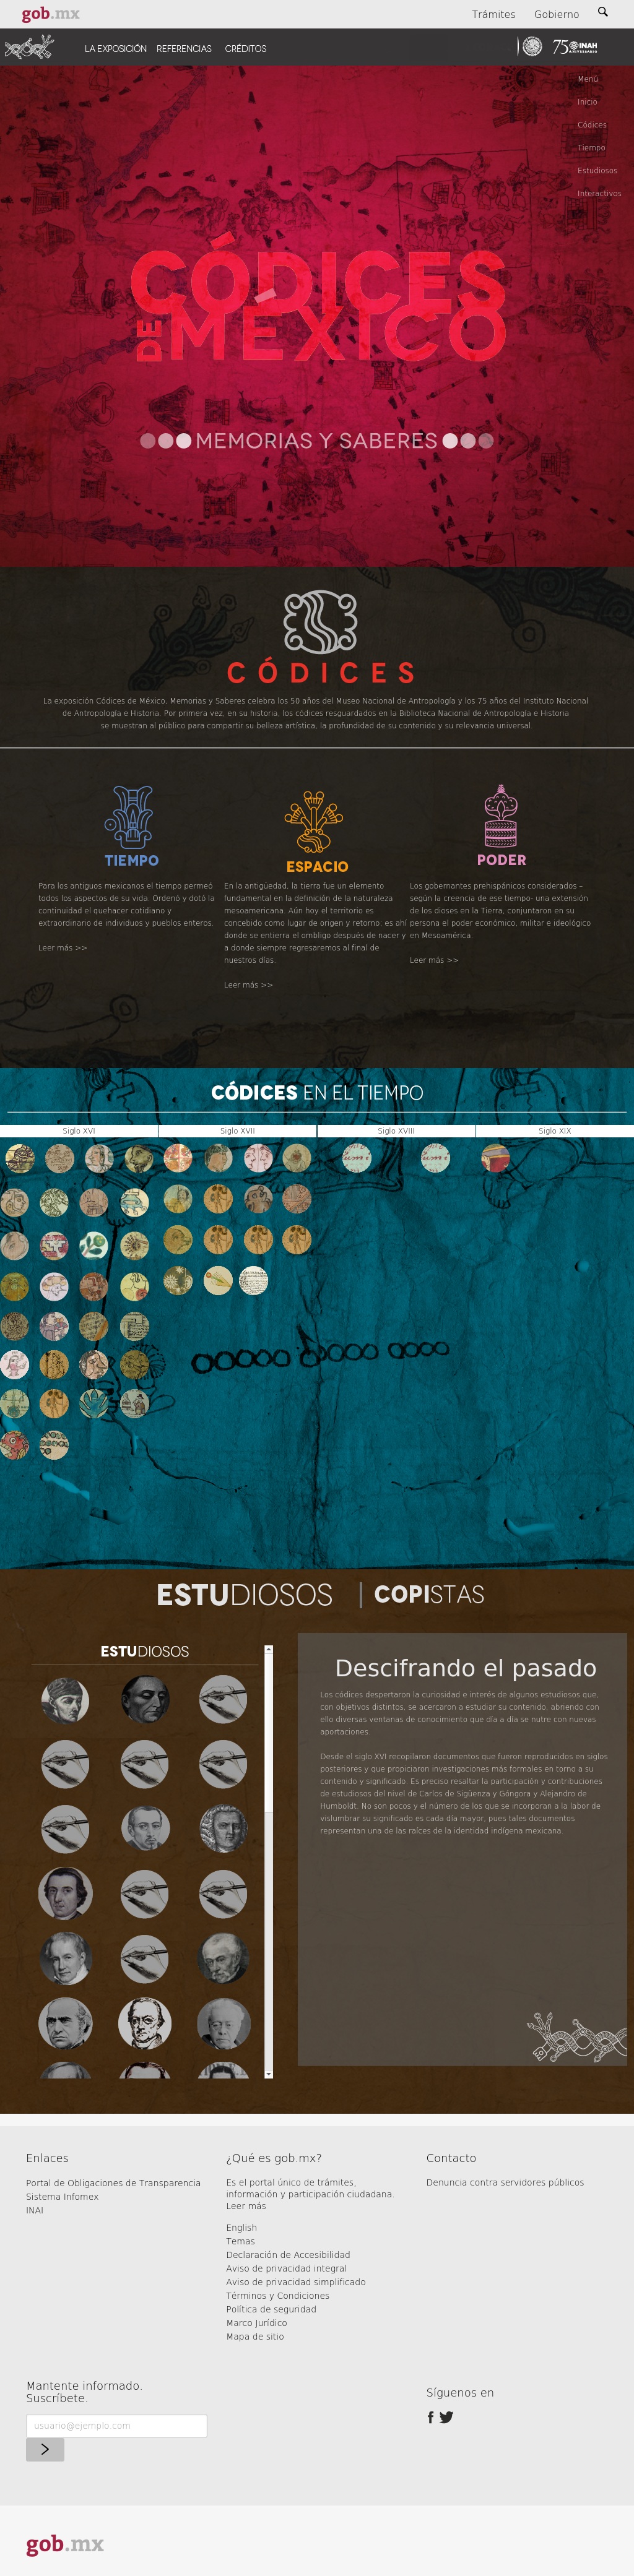 gob.mx
Trámites Gobierno
LA EXPOSICIÓN REFERENCIAS CRÉDITOS
75 INAH
ANIVERSARIO
Menú
Inicio
Códices
Tiempo
Estudiosos
Interactivos
CÓDICES
DE MÉXICO
MEMORIAS Y SABERES
CÓDICES
La exposición Códices de México, Memorias y Saberes celebra los 50 años del Museo Nacional de Antropología y los 75 años del Instituto Nacional
de Antropología e Historia. Por primera vez, en su historia, los códices resguardados en la Biblioteca Nacional de Antropología e Historia
se muestran al público para compartir su belleza artística, la profundidad de su contenido y su relevancia universal.
TIEMPO
Para los antiguos mexicanos el tiempo permeó
todos los aspectos de su vida. Ordenó y dotó la
continuidad el quehacer cotidiano y
extraordinario de individuos y pueblos enteros.
Leer más >>
ESPACIO
En la antiguedad, la tierra fue un elemento
fundamental en la definición de la naturaleza
mesoamericana. Aún hoy el territorio es
concebido como lugar de origen y retorno; es ahí
donde se entierra el ombligo después de nacer y
a donde siempre regresaremos al final de
nuestros días.
Leer más >>
PODER
Los gobernantes prehispánicos considerados -
según la creencia de ese tiempo- una extensión
de los dioses en la Tierra, conjuntaron en su
persona el poder económico, militar e ideológico
en Mesoamérica.
Leer más >>
CÓDICES EN EL TIEMPO
Siglo XVI Siglo XVII Siglo XVIII Siglo XIX
ESTUDIOSOS | COPISTAS
ESTUDIOSOS
Descifrando el pasado
Los códices despertaron la curiosidad e interés de algunos estudiosos que,
con objetivos distintos, se acercaron a estudiar su contenido, abriendo con
ello diversas ventanas de conocimiento que día a día se nutre con nuevas
aportaciones.
Desde el siglo XVI recopilaron documentos que fueron reproducidos en siglos
posteriores y que propiciaron investigaciones más formales en torno a su
contenido y significado. Es preciso resaltar la participación y contribuciones
de estudiosos del nivel de Carlos de Sigüenza y Góngora y Alejandro de
Humboldt. No son pocos y el número de los que se incorporan a la labor de
vislumbrar su significado es cada día mayor, pues tales documentos
representan una de las raíces de la identidad indígena mexicana.
Enlaces
Portal de Obligaciones de Transparencia
Sistema Infomex
INAI
¿Qué es gob.mx?
Es el portal único de trámites,
información y participación ciudadana.
Leer más
English
Temas
Declaración de Accesibilidad
Aviso de privacidad integral
Aviso de privacidad simplificado
Términos y Condiciones
Política de seguridad
Marco Jurídico
Mapa de sitio
Contacto
Denuncia contra servidores públicos
Mantente informado.
Suscríbete.
usuario@ejemplo.com
Síguenos en
gob.mx